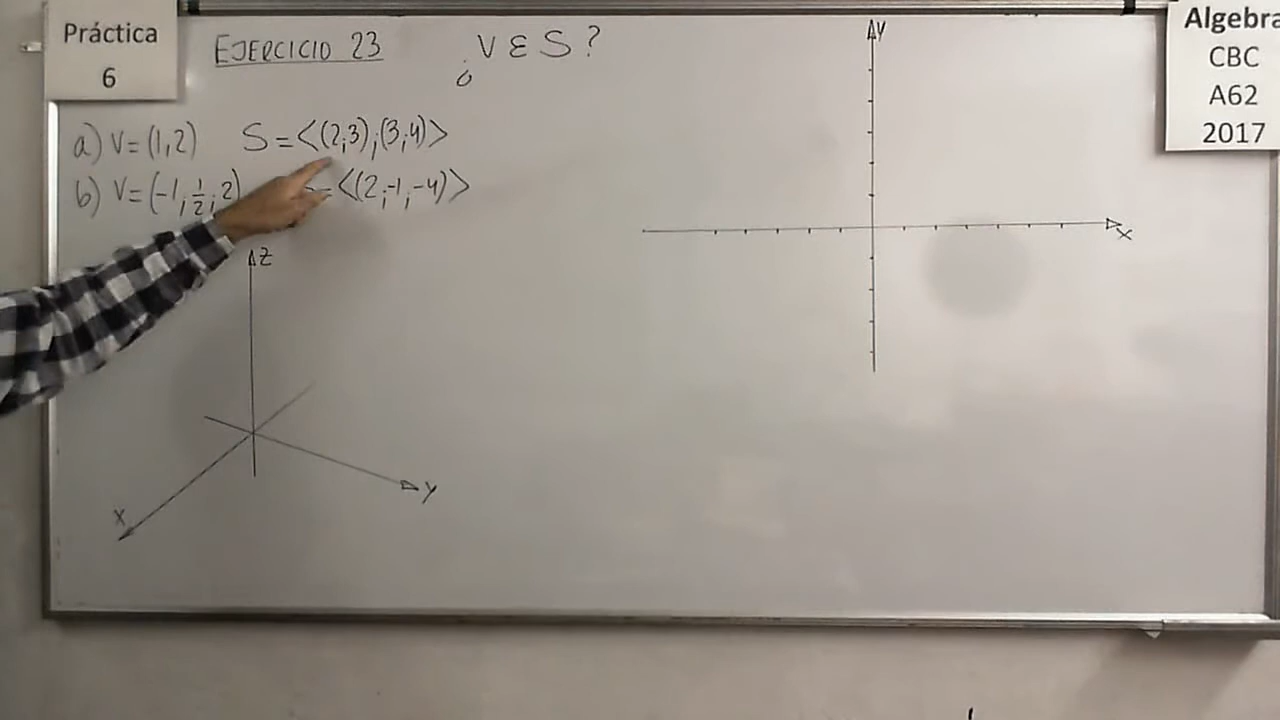 Práctica
6
EJERCICIO 23
¿V ∈ S?
Algebra
CBC
A62
2017
a) V=(1,2) S=<(2,3),(3,4)>
b) V=(-1,1/2,2) =<(2,-1,-4)>
Z
X
Y
Y
X